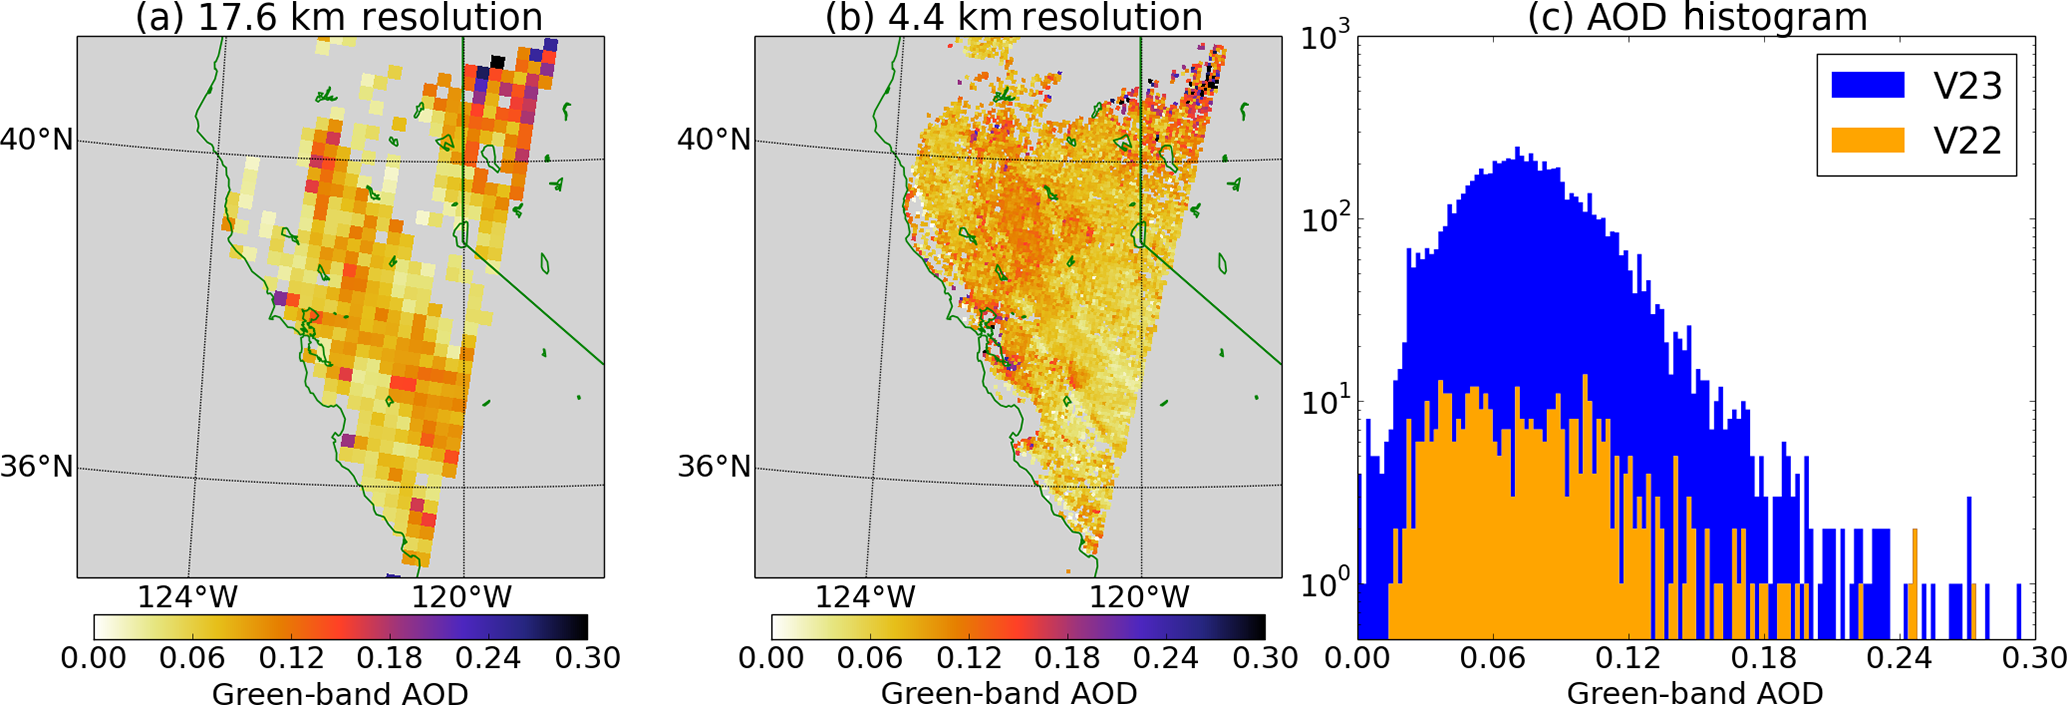 (a) 17.6 km resolution
40°N
36°N
124°W 120°W
0.00 0.06 0.12 0.18 0.24 0.30
Green-band AOD
(b) 4.4 km resolution
40°N
36°N
124°W 120°W
0.00 0.06 0.12 0.18 0.24 0.30
Green-band AOD
(c) AOD histogram
10³
10²
10¹
10⁰
V23
V22
0.00 0.06 0.12 0.18 0.24 0.30
Green-band AOD